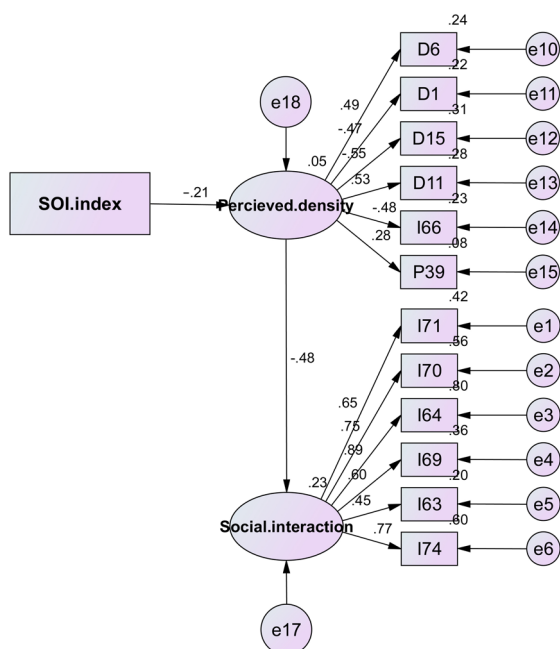 .24
D6
e10
.22
D1
e11
.31
D15
e12
.28
D11
e13
.23
I66
e14
.08
P39
e15
e18
.49
-.47
-.55
.53
-.48
.28
.05
SOI.index
-.21
Percieved.density
-.48
.42
I71
e1
.56
I70
e2
.80
I64
e3
.36
I69
e4
.20
I63
e5
.60
I74
e6
.65
.75
.89
.60
.45
.77
.23
Social.interaction
e17